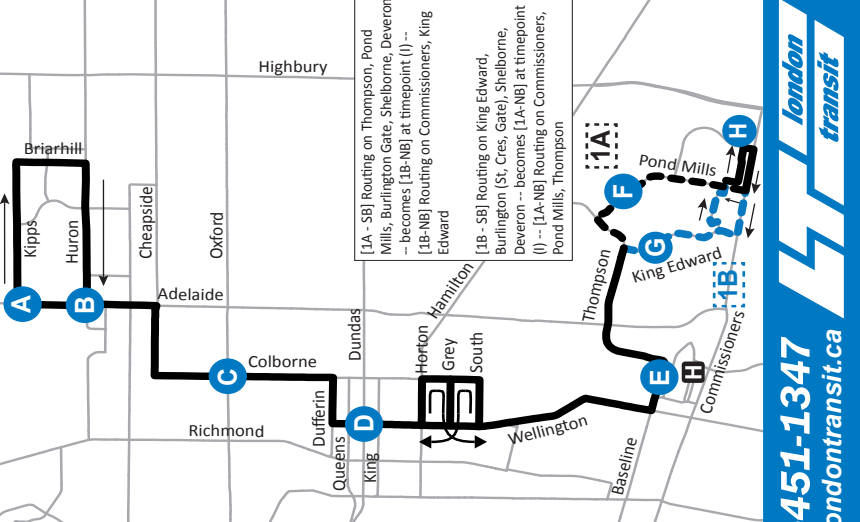 Highbury
[1A - SB] Routing on Thompson, Pond
Mills, Burlington Gate, Shelborne, Deveron
-- becomes [1B-NB] at timepoint (I) --
[1B-NB] Routing on Commissioners, King
Edward
[1B - SB] Routing on King Edward,
Burlington (St, Cres, Gate), Shelborne,
Deveron -- becomes [1A-NB] at timepoint
(I) -- [1A-NB] Routing on Commissioners,
Pond Mills, Thompson
Briarhill
Kipps
Huron
Cheapside
Oxford
Adelaide
A
B
C
Colborne
Dundas
Hamilton
Horton
Grey
South
Richmond
Dufferin
Queens
King
D
Wellington
Baseline
E
H
Commissioners
Thompson
1A
F
Pond Mills
H
G
King Edward
1B
451-1347
ondontransit.ca
london
transit